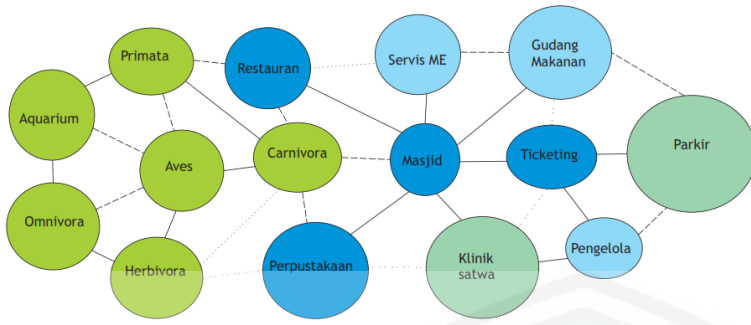 Primata
Restauran
Servis ME
Gudang
Makanan
Aquarium
Aves
Carnivora
Masjid
Ticketing
Parkir
Omnivora
Herbivora
Perpustakaan
Klinik
satwa
Pengelola